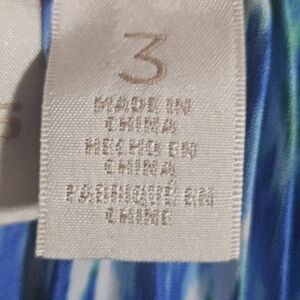 3
MADE IN
CHINA
HECHO EN
CHINA
FABRIQUÉ EN
CHINE